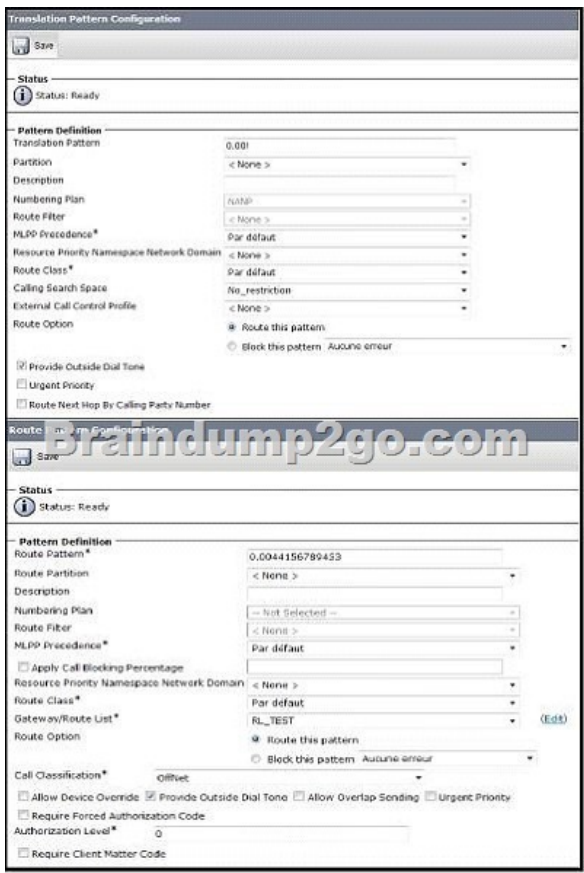 Translation Pattern Configuration
Save
Status
Status: Ready
Pattern Definition
Translation Pattern 0.00!
Partition < None >
Description
Numbering Plan NANP
Route Filter < None >
MLPP Precedence* Par défaut
Resource Priority Namespace Network Domain < None >
Route Class* Par défaut
Calling Search Space No_restriction
External Call Control Profile < None >
Route Option Route this pattern
Block this pattern Aucune erreur
Provide Outside Dial Tone
Urgent Priority
Route Next Hop By Calling Party Number
Route Pattern Configuration
Braindump2go.com
Save
Status
Status: Ready
Pattern Definition
Route Pattern* 0.0044156789433
Route Partition < None >
Description
Numbering Plan -- Not Selected --
Route Filter < None >
MLPP Precedence* Par défaut
Apply Call Blocking Percentage
Resource Priority Namespace Network Domain < None >
Route Class* Par défaut
Gateway/Route List* RL_TEST (Edit)
Route Option Route this pattern
Block this pattern Aucune erreur
Call Classification* OffNet
Allow Device Override Provide Outside Dial Tone Allow Overlap Sending Urgent Priority
Require Forced Authorization Code
Authorization Level* 0
Require Client Matter Code